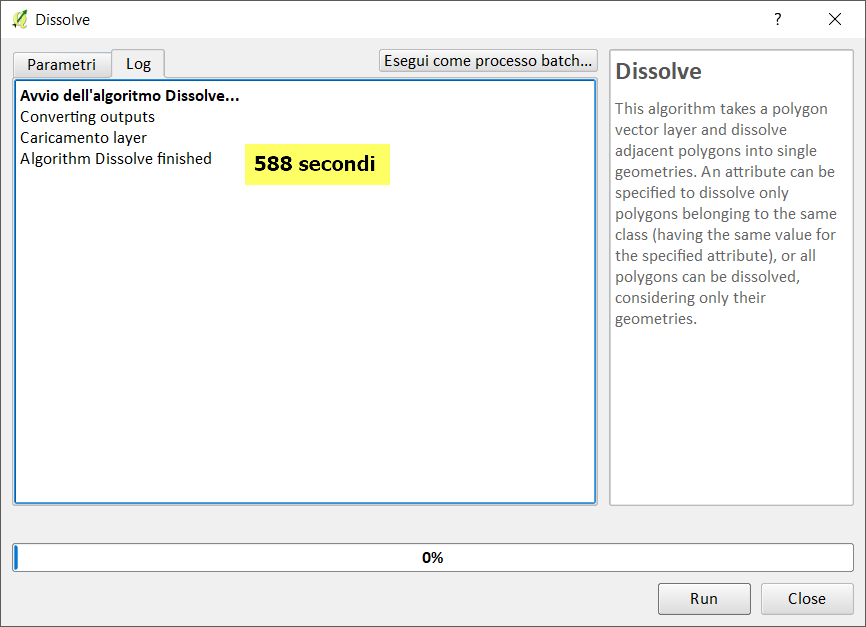 Dissolve
?
Parametri
Log
Esegui come processo batch...
Avvio dell'algoritmo Dissolve...
Converting outputs
Caricamento layer
Algorithm Dissolve finished
588 secondi
Dissolve
This algorithm takes a polygon
vector layer and dissolve
adjacent polygons into single
geometries. An attribute can be
specified to dissolve only
polygons belonging to the same
class (having the same value for
the specified attribute), or all
polygons can be dissolved,
considering only their
geometries.
0%
Run
Close